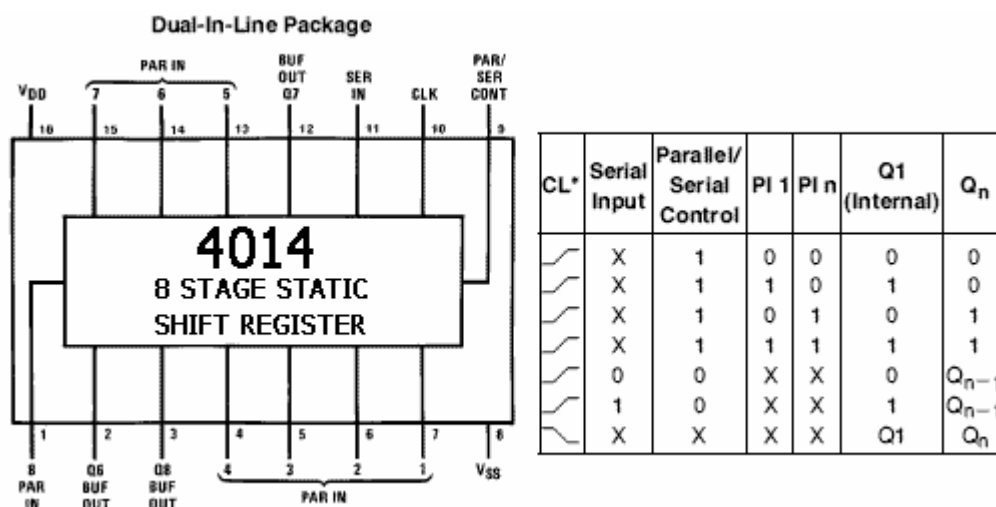 Dual-In-Line Package
PAR IN
BUF OUT Q7
SER IN
CLK
PAR/ SER CONT
VDD
7 6 5
16 15 14 13 12 11 10 9
4014
8 STAGE STATIC
SHIFT REGISTER
1 2 3 4 5 6 7 8
8 PAR IN
Q6 BUF OUT
Q8 BUF OUT
4 3 2 1
PAR IN
VSS
CL* Serial Input Parallel/ Serial Control PI 1 PI n Q1 (Internal) Qn
X 1 0 0 0 0
X 1 1 0 1 0
X 1 0 1 0 1
X 1 1 1 1 1
0 0 X X 0 Qn−1
1 0 X X 1 Qn−1
X X X X Q1 Qn